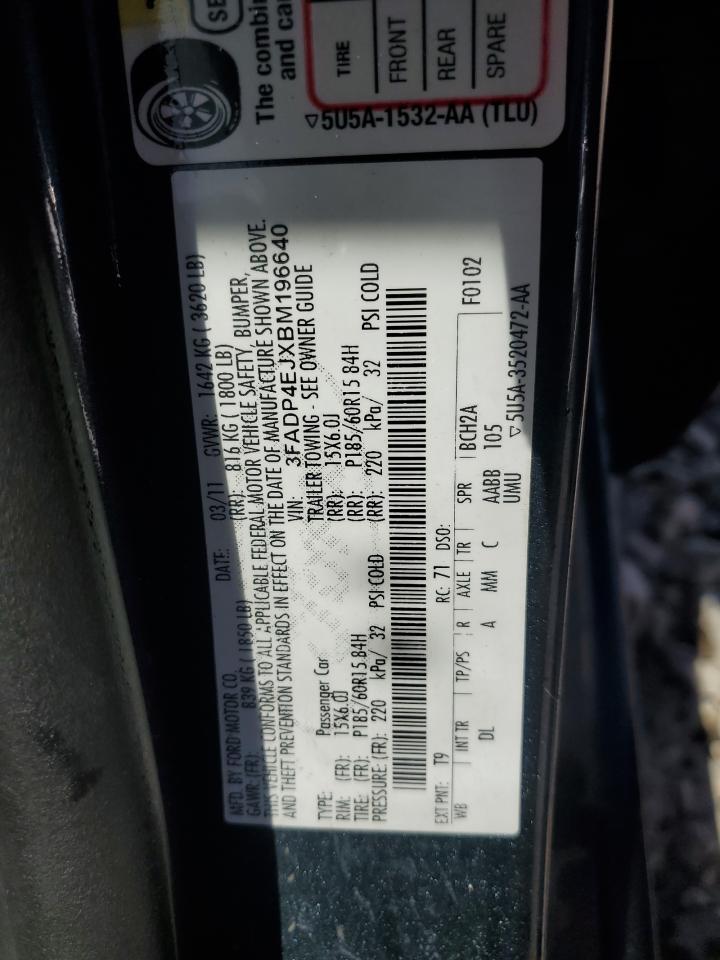 SE
The combin
and car
TIRE
FRONT
REAR
SPARE
▽5U5A-1532-AA (TLU)
MFD. BY FORD MOTOR CO. DATE: 03/11 GVWR: 1642 KG ( 3620 LB)
GAWR: (FR): 839 KG ( 1850 LB) (RR): 816 KG ( 1800 LB)
THIS VEHICLE CONFORMS TO ALL APPLICABLE FEDERAL MOTOR VEHICLE SAFETY, BUMPER,
AND THEFT PREVENTION STANDARDS IN EFFECT ON THE DATE OF MANUFACTURE SHOWN ABOVE.
VIN: 3FADP4EJXBM196640
TYPE: Passenger Car TRAILER TOWING - SEE OWNER GUIDE
RIM: (FR): 15X6.0J (RR): 15X6.0J
TIRE: (FR): P185/60R15 84H (RR): P185/60R15 84H
PRESSURE: (FR): 220 kPa/ 32 PSI COLD (RR): 220 kPa/ 32 PSI COLD
EXT PNT: T9 RC: 71 DSO: F0102
WB INT TR TP/PS R AXLE TR SPR BCH2A
DL A MM C AABB 105
UMU
▽5U5A-3520472-AA